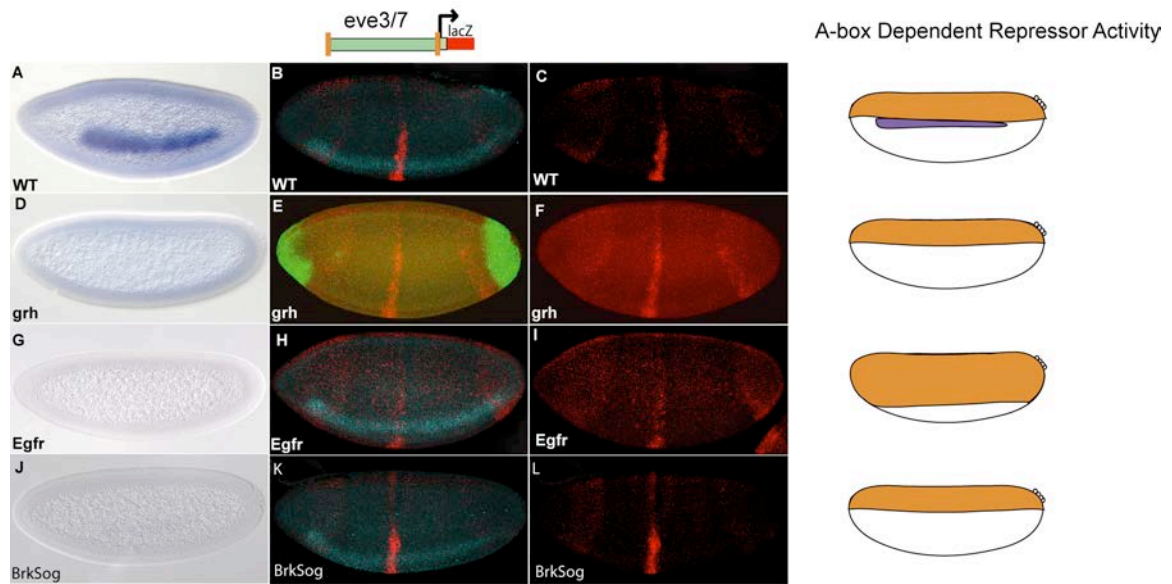 eve3/7
lacZ
A-box Dependent Repressor Activity
A
WT
B
WT
C
WT
D
grh
E
grh
F
grh
G
Egfr
H
Egfr
I
Egfr
J
BrkSog
K
BrkSog
L
BrkSog